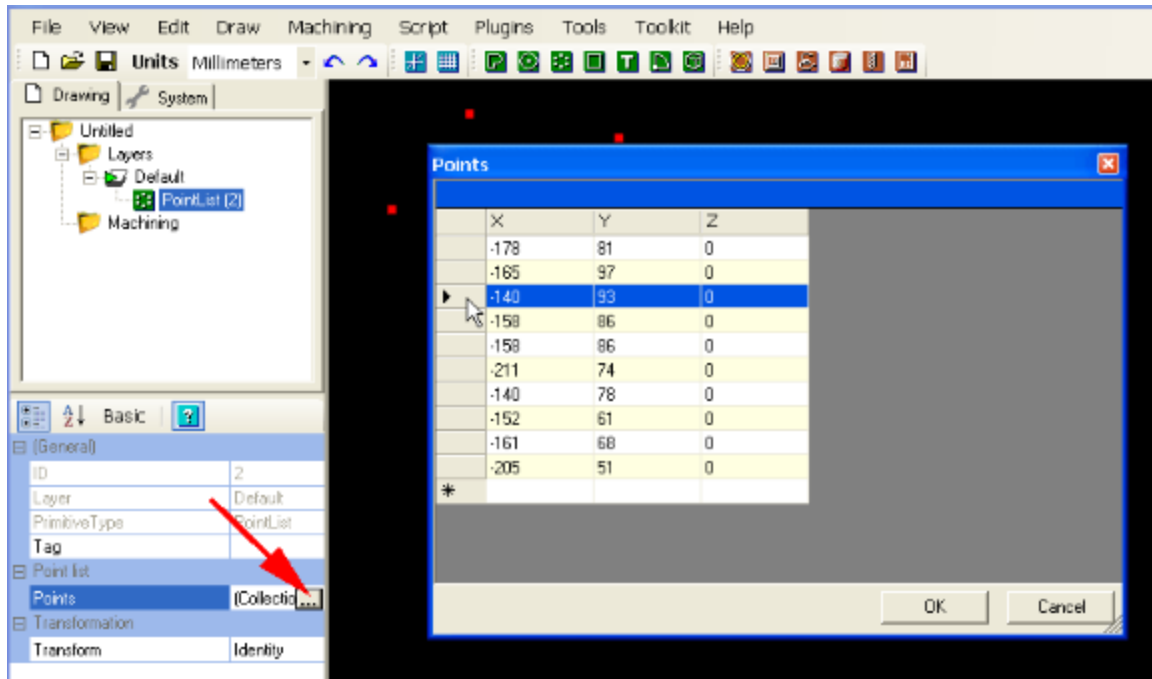 File View Edit Draw Machining Script Plugins Tools Toolkit Help
Units Millimeters
Drawing System
Untitled
Layers
Default
PointList (2)
Machining
Basic
(General)
ID 2
Layer Default
PrimitiveType PointList
Tag
Point list
Points (Collectio ...
Transformation
Transform Identity
Points
X Y Z
-178 81 0
-165 97 0
-140 93 0
-158 86 0
-158 86 0
-211 74 0
-140 78 0
-152 61 0
-161 68 0
-205 51 0
OK Cancel